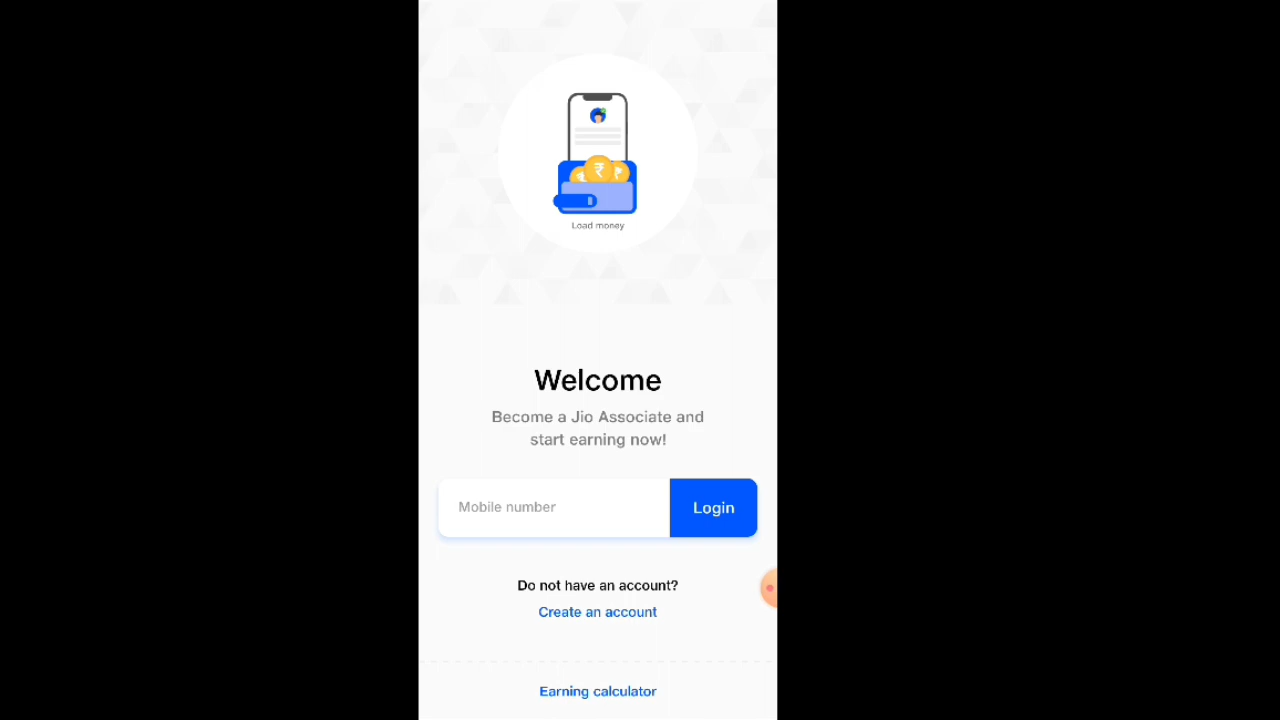 Load money
Welcome
Become a Jio Associate and
start earning now!
Mobile number
Login
Do not have an account?
Create an account
Earning calculator